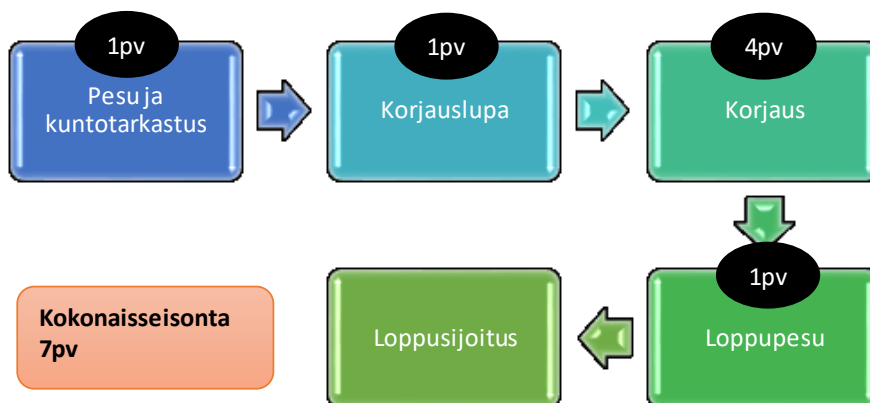 1pv
Pesu ja
kuntotarkastus
1pv
Korjauslupa
4pv
Korjaus
1pv
Loppupesu
Loppusijoitus
Kokonaisseisonta
7pv